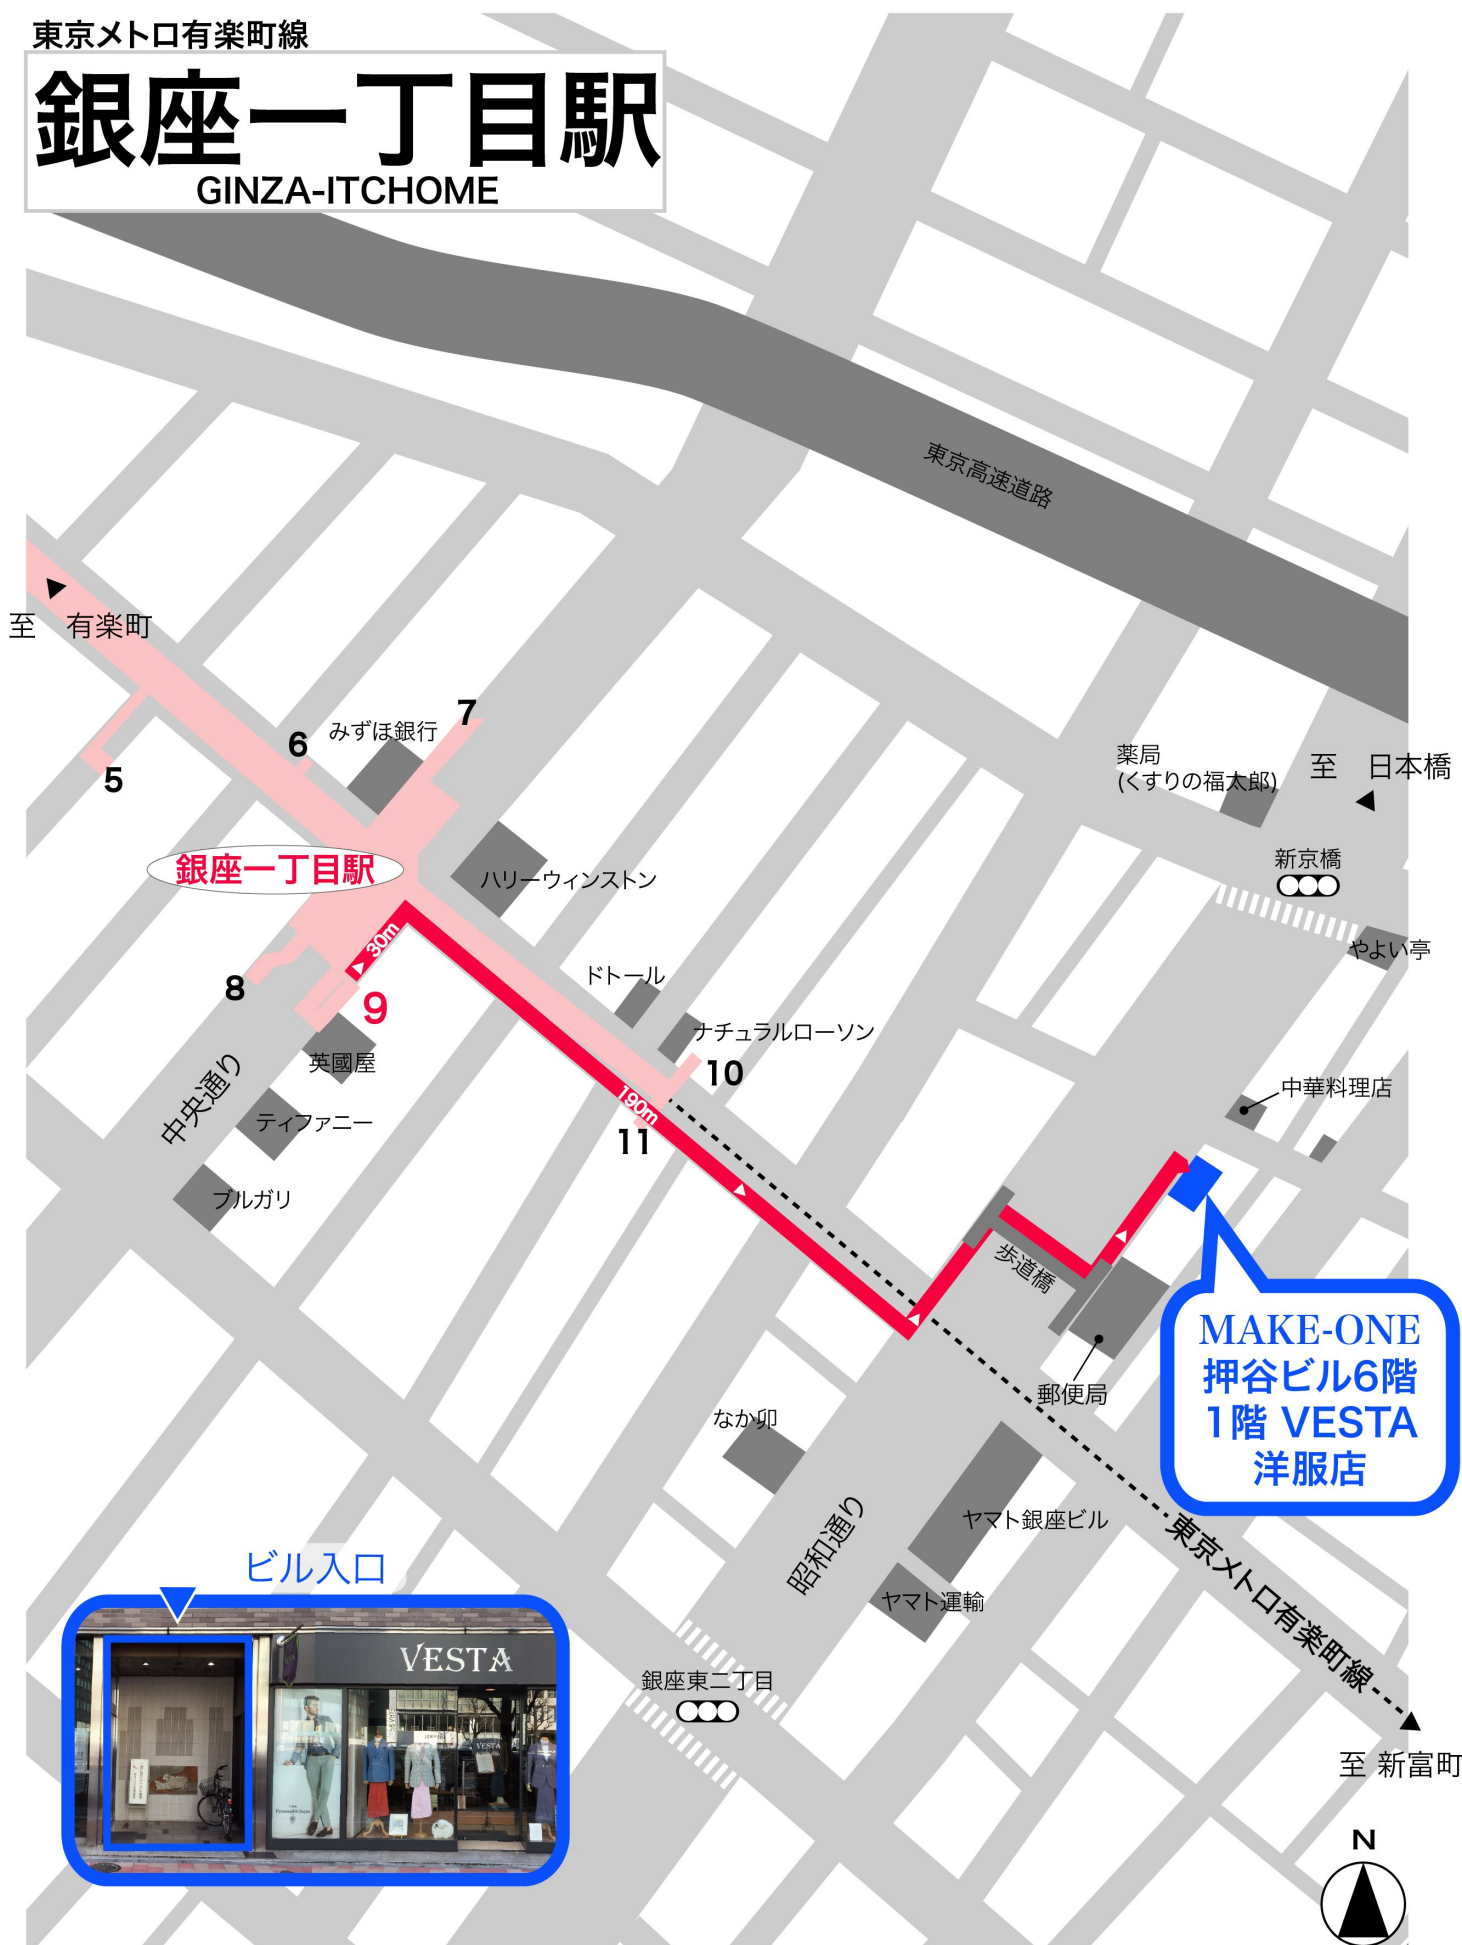 東京メトロ有楽町線
銀座一丁目駅
GINZA-ITCHOME
東京高速道路
至 有楽町
7
みずほ銀行
6
5
薬局
(くすりの福太郎)
至 日本橋
新京橋
銀座一丁目駅
ハリーウィンストン
やよい亭
30m
ドトール
8
9
ナチュラルローソン
10
英國屋
中央通り
190m
11
ティファニー
中華料理店
ブルガリ
歩道橋
MAKE-ONE
押谷ビル6階
1階 VESTA
洋服店
郵便局
なか卯
ヤマト銀座ビル
昭和通り
東京メトロ有楽町線
ビル入口
ヤマト運輸
VESTA
銀座東二丁目
VESTA
至 新富町
N